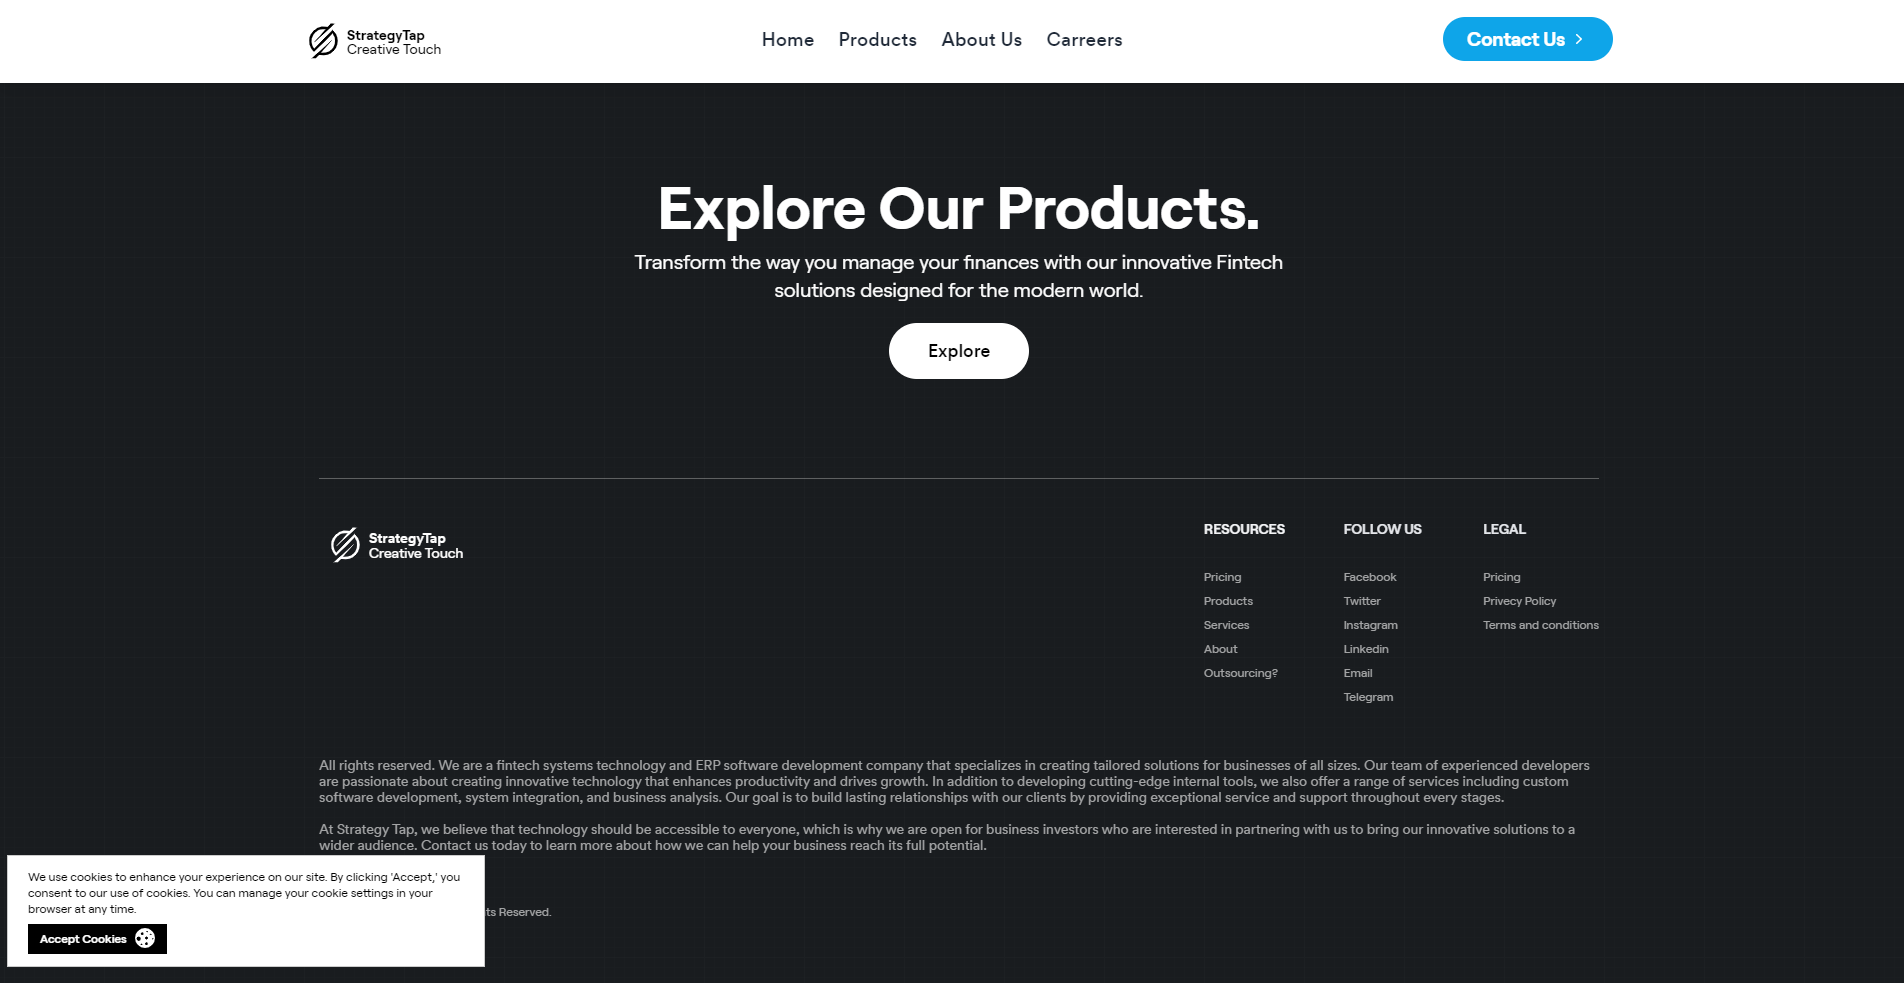 StrategyTap
Creative Touch
Home
Products
About Us
Carreers
Contact Us
Explore Our Products.
Transform the way you manage your finances with our innovative Fintech
solutions designed for the modern world.
Explore
StrategyTap
Creative Touch
RESOURCES
Pricing
Products
Services
About
Outsourcing?
FOLLOW US
Facebook
Twitter
Instagram
Linkedin
Email
Telegram
LEGAL
Pricing
Privecy Policy
Terms and conditions
All rights reserved. We are a fintech systems technology and ERP software development company that specializes in creating tailored solutions for businesses of all sizes. Our team of experienced developers
are passionate about creating innovative technology that enhances productivity and drives growth. In addition to developing cutting-edge internal tools, we also offer a range of services including custom
software development, system integration, and business analysis. Our goal is to build lasting relationships with our clients by providing exceptional service and support throughout every stages.
At Strategy Tap, we believe that technology should be accessible to everyone, which is why we are open for business investors who are interested in partnering with us to bring our innovative solutions to a
wider audience. Contact us today to learn more about how we can help your business reach its full potential.
We use cookies to enhance your experience on our site. By clicking 'Accept,' you
consent to our use of cookies. You can manage your cookie settings in your
browser at any time.
Accept Cookies
Reserved.